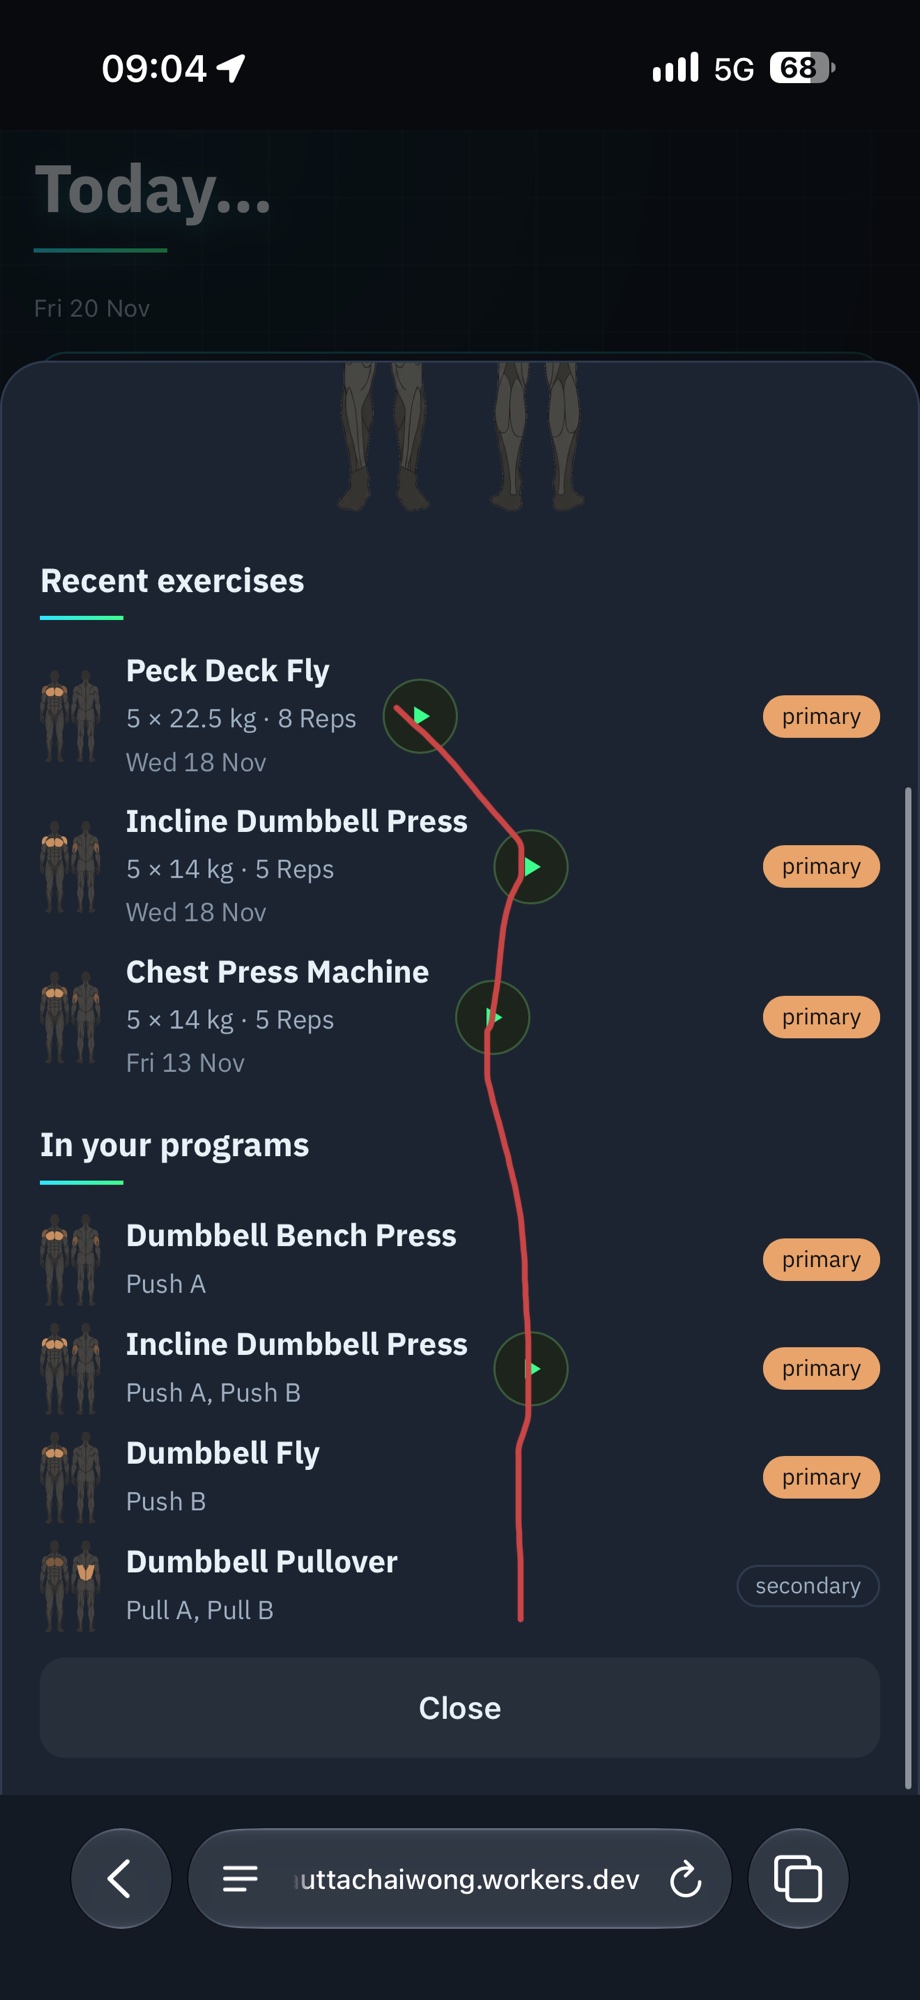 09:04
5G
68
Today...
Fri 20 Nov
Recent exercises
Peck Deck Fly
5 × 22.5 kg · 8 Reps
primary
Wed 18 Nov
Incline Dumbbell Press
5 × 14 kg · 5 Reps
primary
Wed 18 Nov
Chest Press Machine
5 × 14 kg · 5 Reps
primary
Fri 13 Nov
In your programs
Dumbbell Bench Press
primary
Push A
Incline Dumbbell Press
primary
Push A, Push B
Dumbbell Fly
primary
Push B
Dumbbell Pullover
secondary
Pull A, Pull B
Close
uttachaiwong.workers.dev